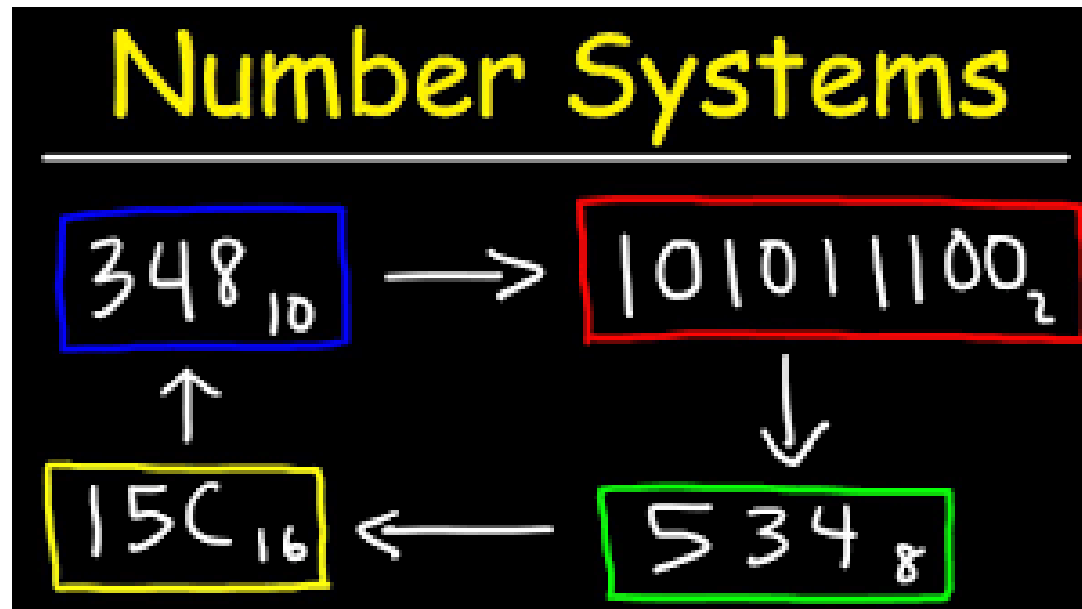 Number Systems
348₁₀ → 101011100₂
↑ ↓
15C₁₆ ← 534₈